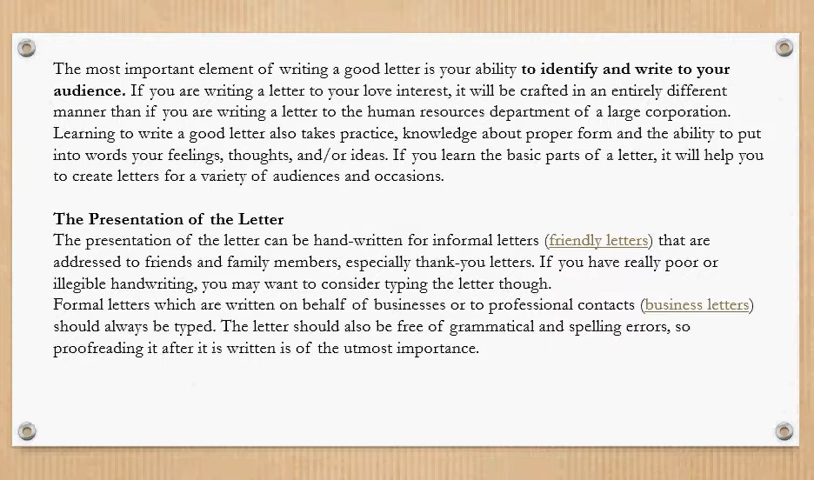 The most important element of writing a good letter is your ability to identify and write to your
audience. If you are writing a letter to your love interest, it will be crafted in an entirely different
manner than if you are writing a letter to the human resources department of a large corporation.
Learning to write a good letter also takes practice, knowledge about proper form and the ability to put
into words your feelings, thoughts, and/or ideas. If you learn the basic parts of a letter, it will help you
to create letters for a variety of audiences and occasions.
The Presentation of the Letter
The presentation of the letter can be hand-written for informal letters (friendly letters) that are
addressed to friends and family members, especially thank-you letters. If you have really poor or
illegible handwriting, you may want to consider typing the letter though.
Formal letters which are written on behalf of businesses or to professional contacts (business letters)
should always be typed. The letter should also be free of grammatical and spelling errors, so
proofreading it after it is written is of the utmost importance.